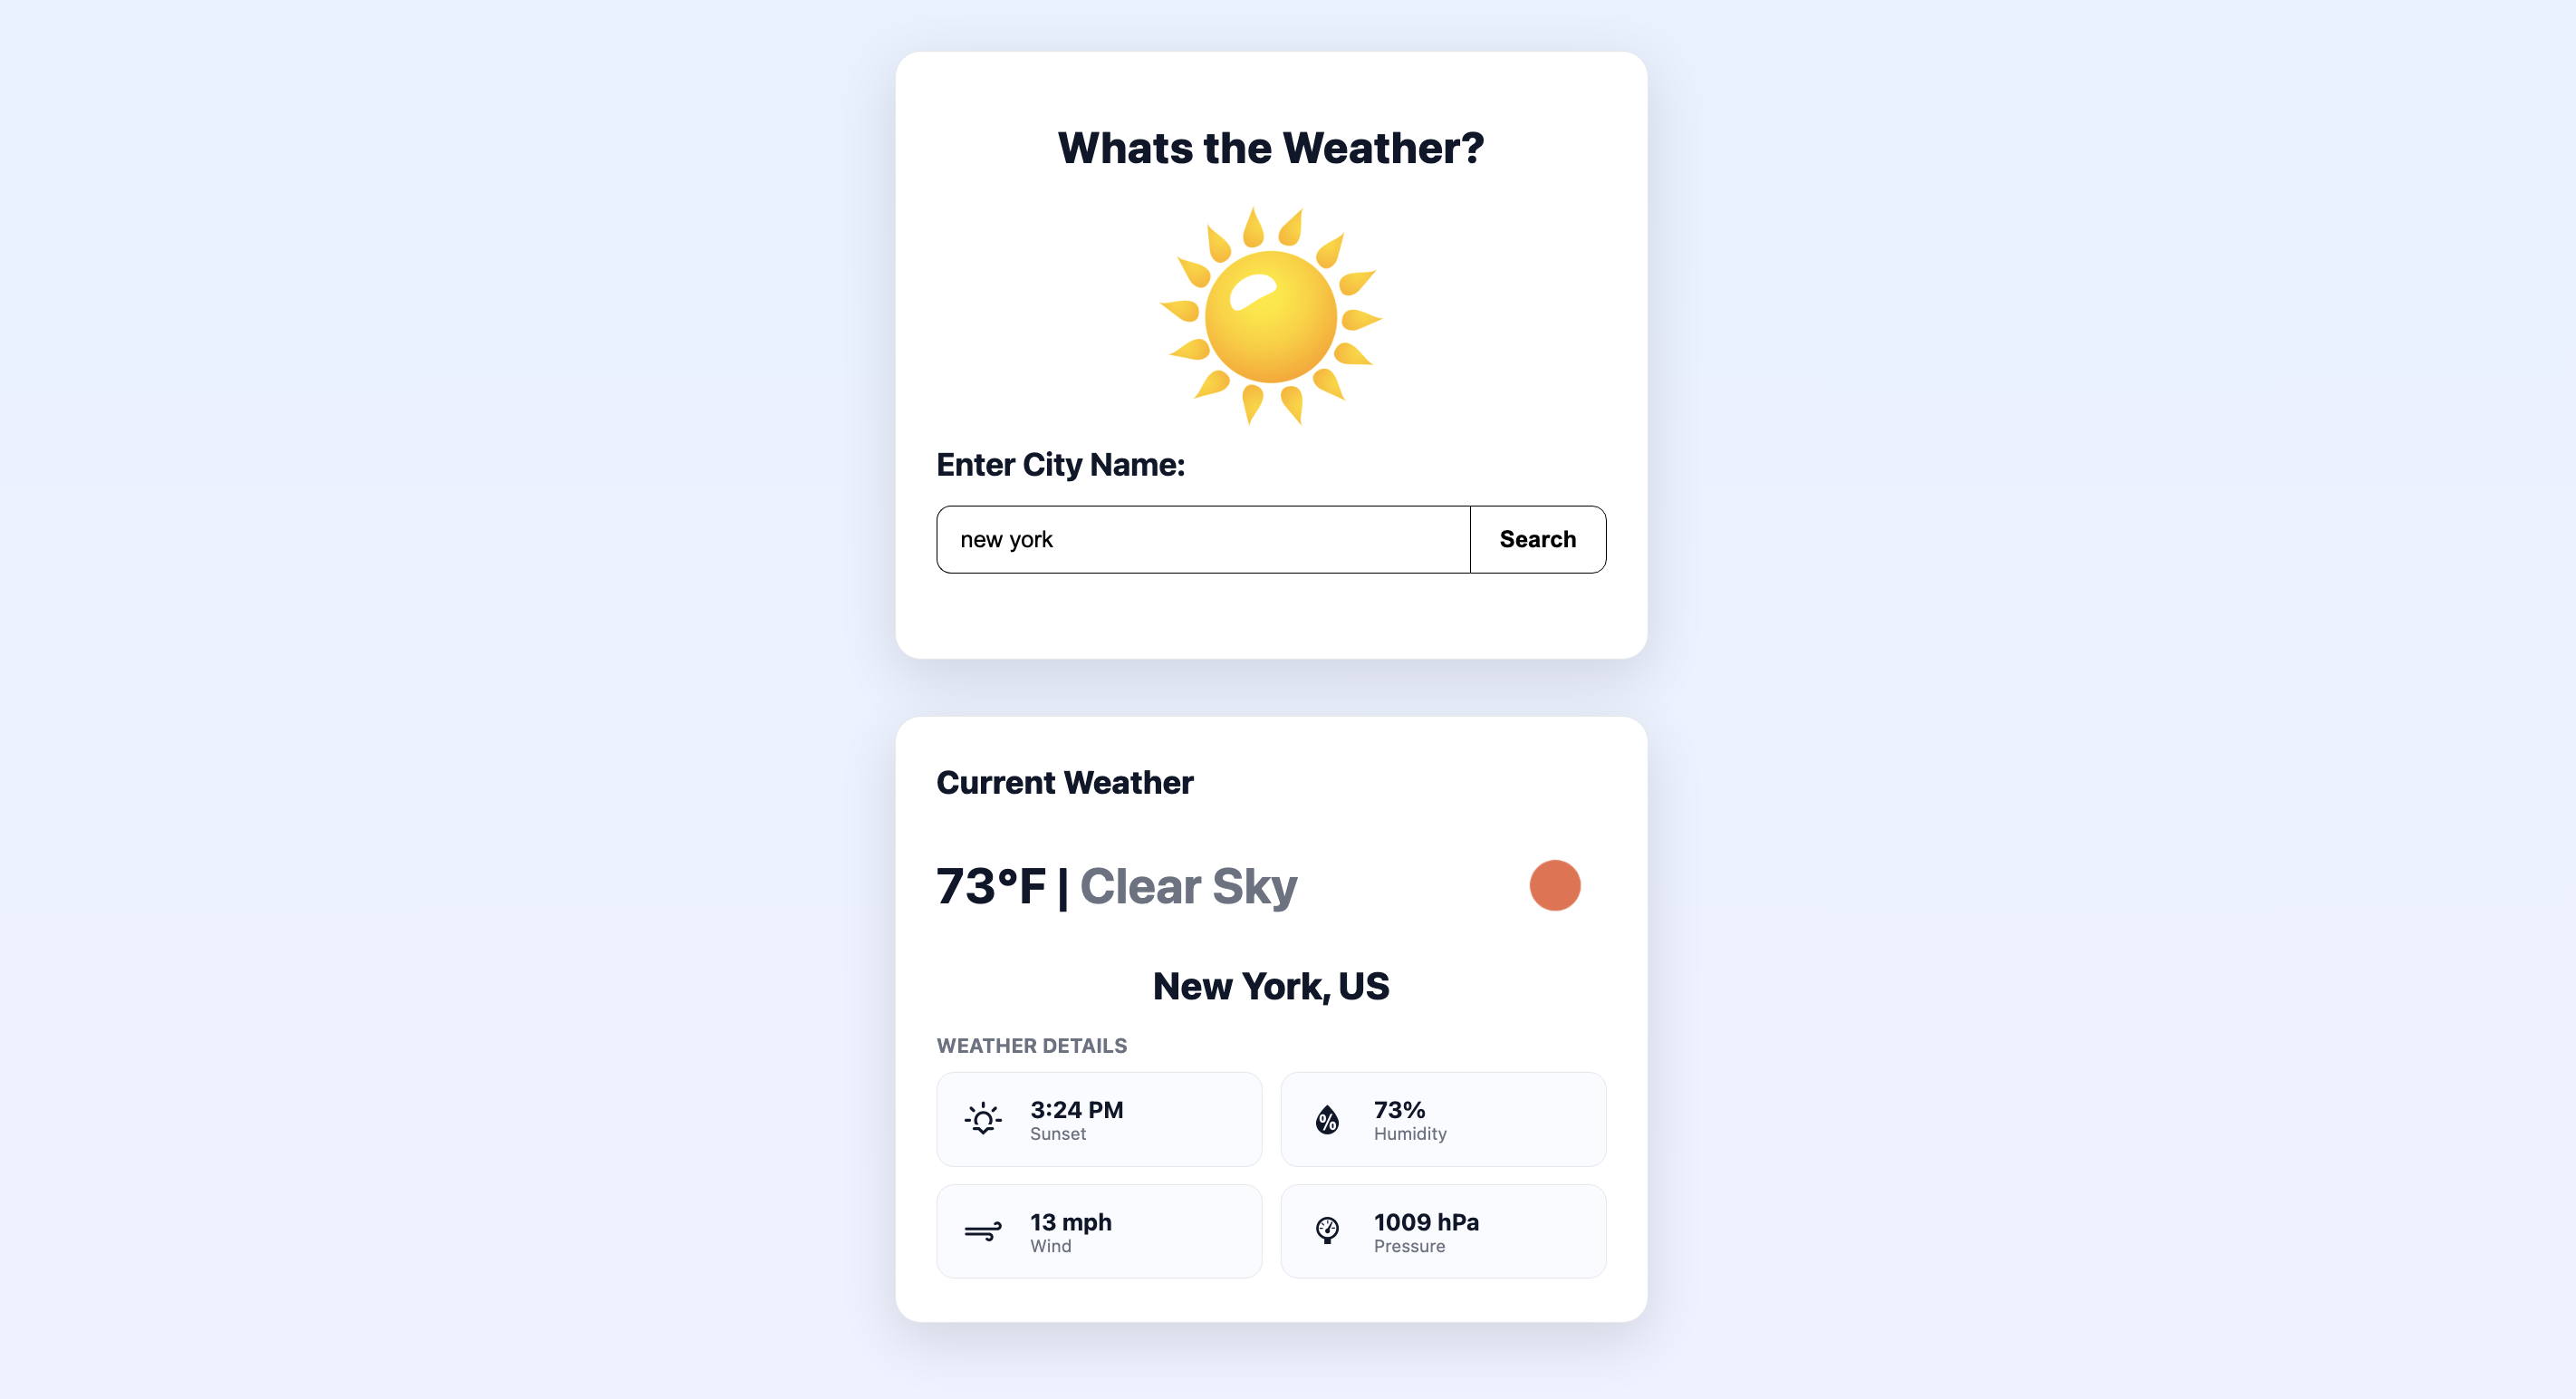 Whats the Weather?
Enter City Name:
new york Search
Current Weather
73°F | Clear Sky
New York, US
WEATHER DETAILS
3:24 PM
Sunset
73%
Humidity
13 mph
Wind
1009 hPa
Pressure